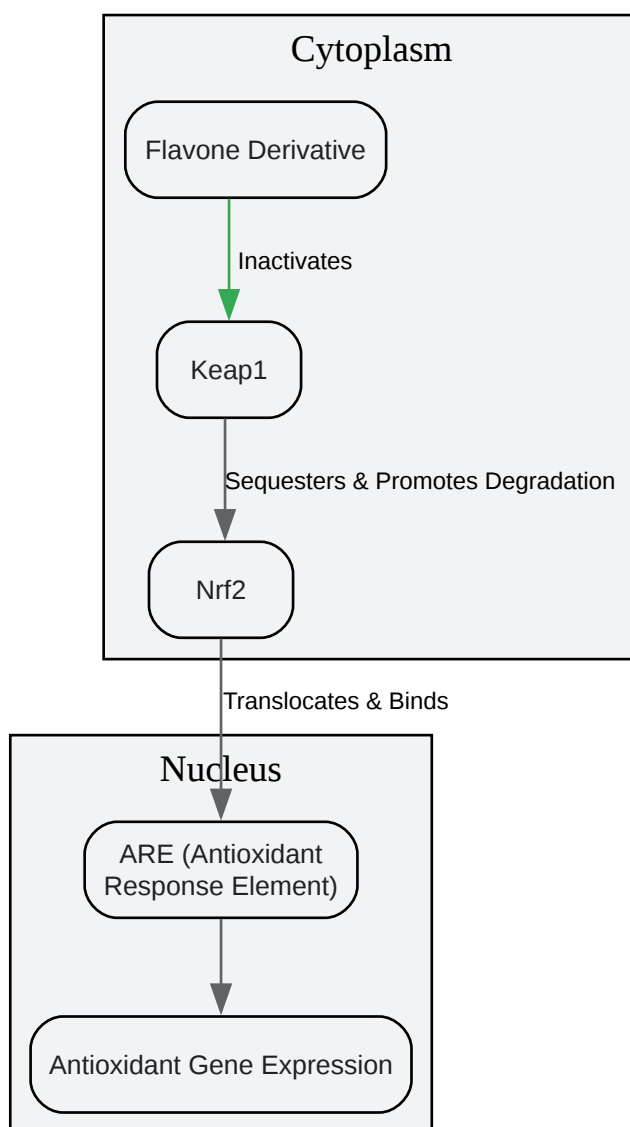 Cytoplasm
Flavone Derivative
Inactivates
Keap1
Sequesters & Promotes Degradation
Nrf2
Translocates & Binds
Nucleus
ARE (Antioxidant
Response Element)
Antioxidant Gene Expression